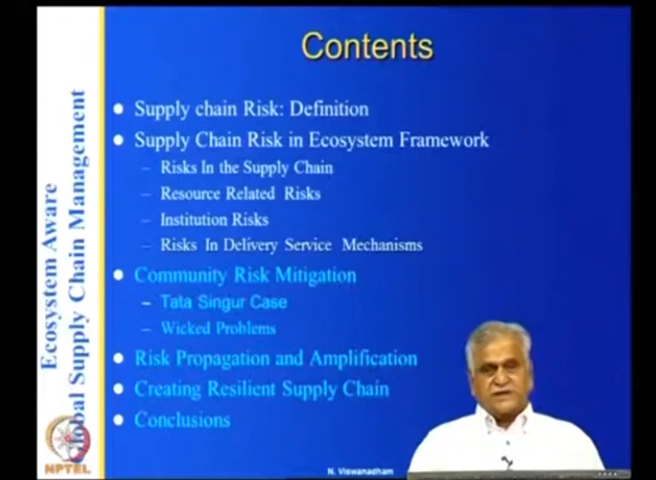 Contents
Supply chain Risk: Definition
Supply Chain Risk in Ecosystem Framework
– Risks In the Supply Chain
– Resource Related Risks
– Institution Risks
– Risks In Delivery Service Mechanisms
Community Risk Mitigation
– Tata Singur Case
– Wicked Problems
Risk Propagation and Amplification
Creating Resilient Supply Chain
Conclusions
Ecosystem Aware
Global Supply Chain Management
NPTEL
N. Viswanadham